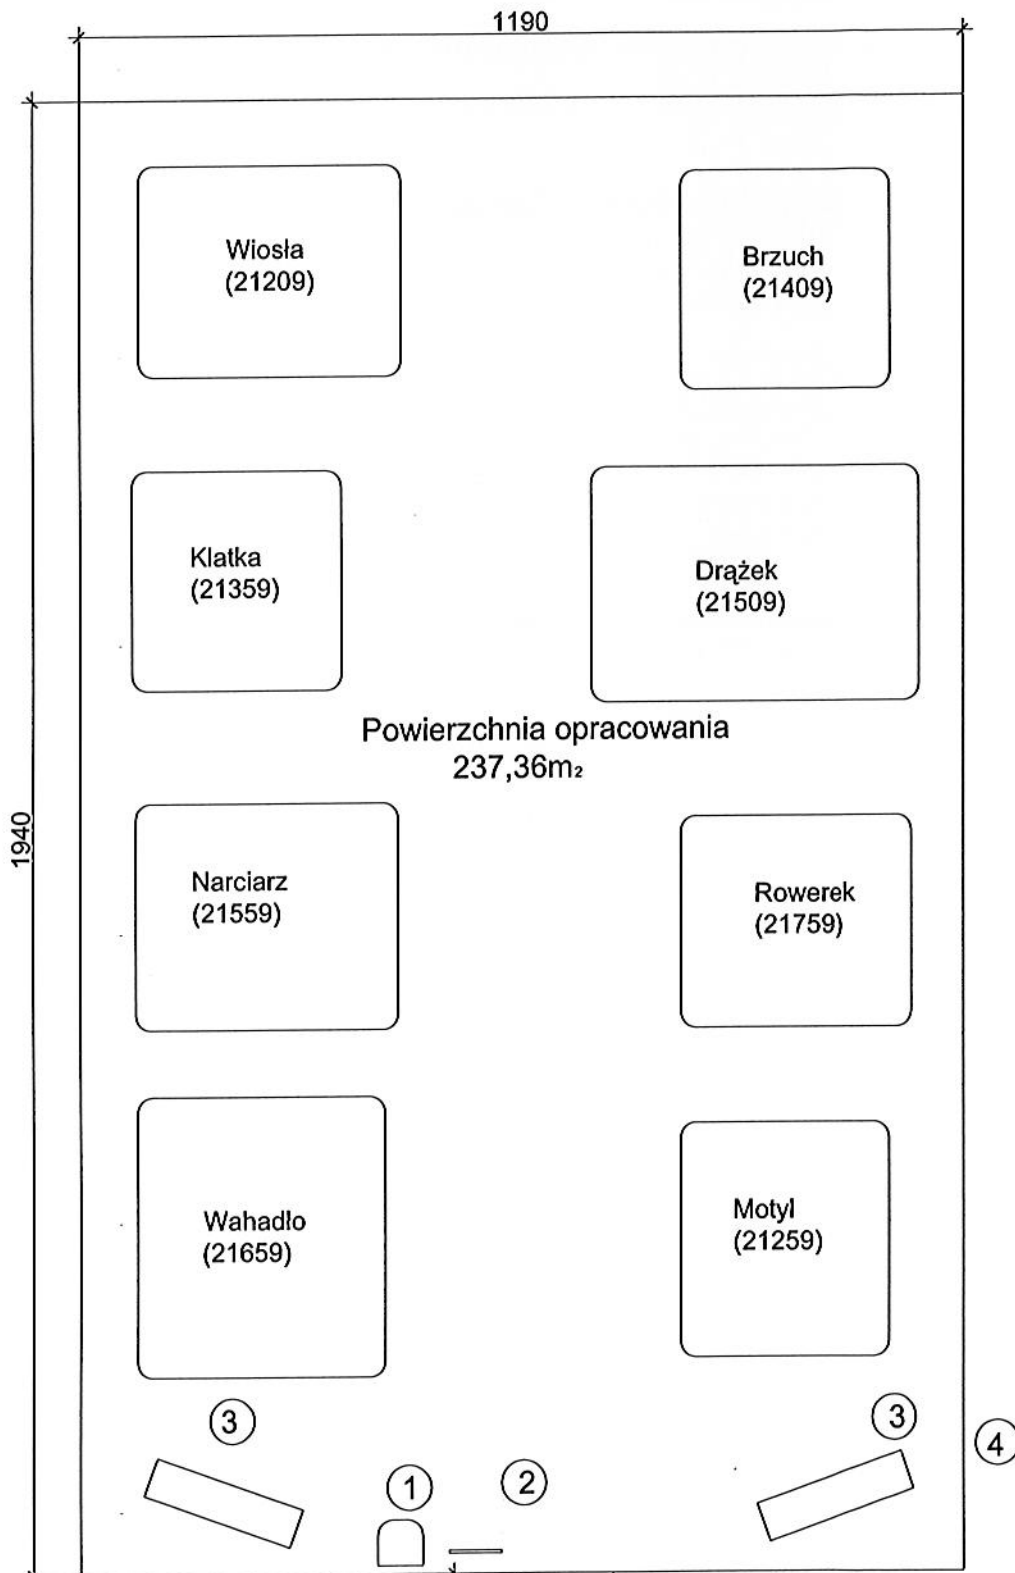 1190
Wiosła
(21209)
Brzuch
(21409)
Klatka
(21359)
Drążek
(21509)
Powierzchnia opracowania
237,36m₂
1940
Narciarz
(21559)
Rowerek
(21759)
Wahadło
(21659)
Motyl
(21259)
3
3
4
1
2